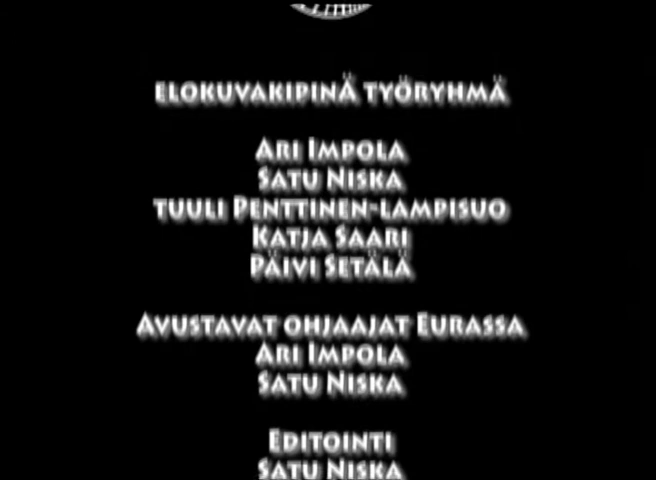 ELOKUVAKIPINÄ TYÖRYHMÄ
ARI IMPOLA
SATU NISKA
TUULI PENTTINEN-LAMPISUO
KATJA SAARI
PÄIVI SETÄLÄ
AVUSTAVAT OHJAAJAT EURASSA
ARI IMPOLA
SATU NISKA
EDITOINTI
SATU NISKA